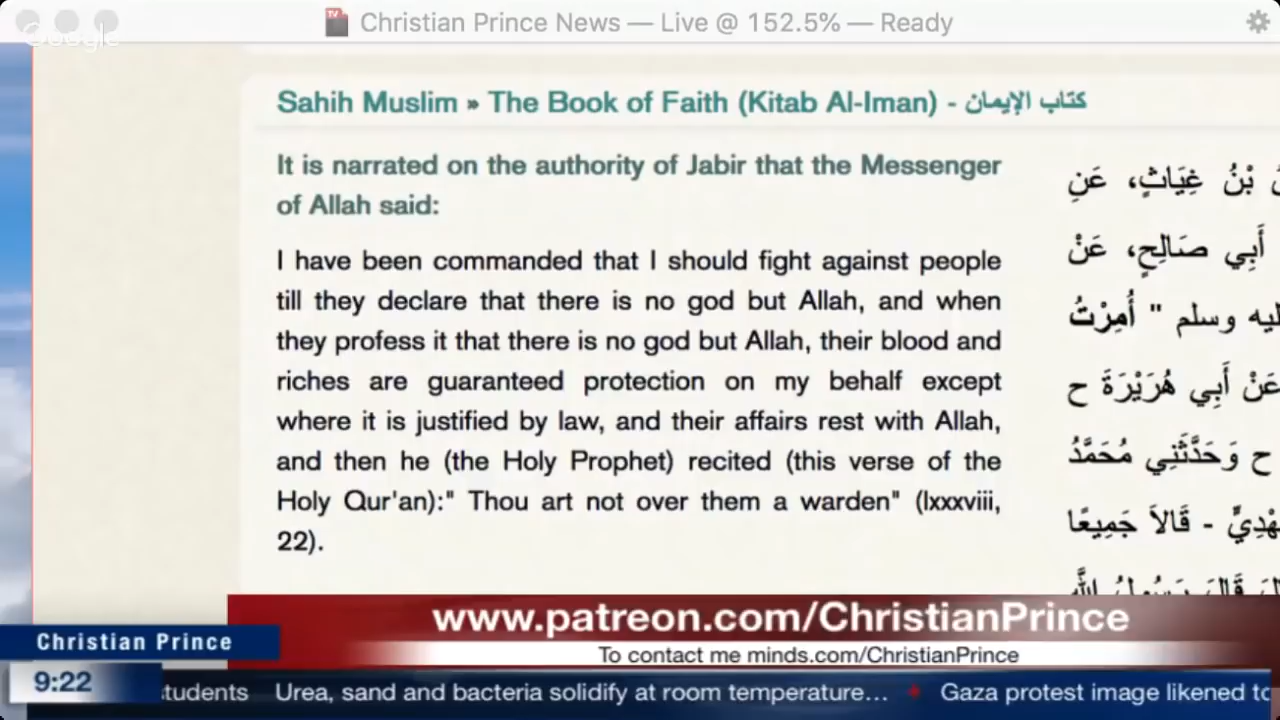 Christian Prince News — Live @ 152.5% — Ready
Google
Sahih Muslim » The Book of Faith (Kitab Al-Iman) - كتاب الإيمان
It is narrated on the authority of Jabir that the Messenger
of Allah said:
I have been commanded that I should fight against people
till they declare that there is no god but Allah, and when
they profess it that there is no god but Allah, their blood and
riches are guaranteed protection on my behalf except
where it is justified by law, and their affairs rest with Allah,
and then he (the Holy Prophet) recited (this verse of the
Holy Qur'an):" Thou art not over them a warden" (lxxxviii,
22).
بْنُ غِيَاثٍ، عَنِ
أَبِي صَالِحٍ، عَنْ
وسلم " أُمِرْتُ
عَنْ أَبِي هُرَيْرَةَ ح
ح وَحَدَّثَنِي مُحَمَّدُ
- قَالاَ جَمِيعًا
www.patreon.com/ChristianPrince
To contact me minds.com/ChristianPrince
Christian Prince
9:22
tudents Urea, sand and bacteria solidify at room temperature... Gaza protest image likened to